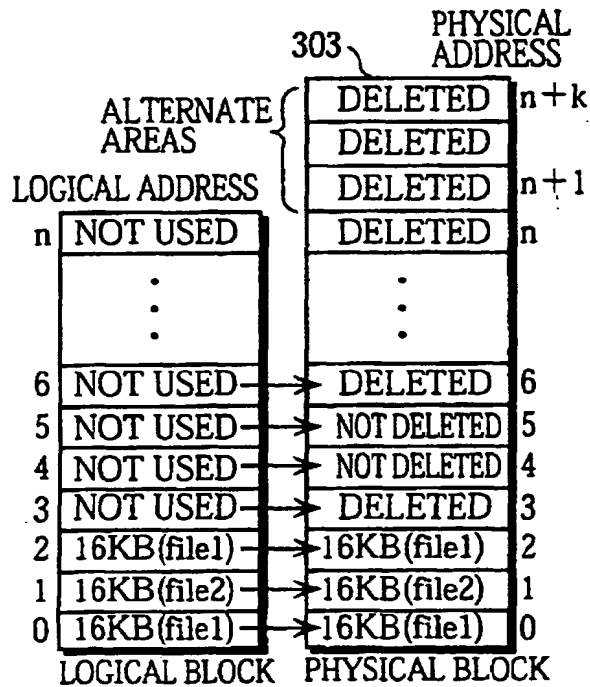 303
PHYSICAL
ADDRESS
ALTERNATE
AREAS
DELETED n+k
DELETED
DELETED n+1
LOGICAL ADDRESS
n NOT USED DELETED n
6 NOT USED DELETED 6
5 NOT USED NOT DELETED 5
4 NOT USED NOT DELETED 4
3 NOT USED DELETED 3
2 16KB(file1) 16KB(file1) 2
1 16KB(file2) 16KB(file2) 1
0 16KB(file1) 16KB(file1) 0
LOGICAL BLOCK PHYSICAL BLOCK